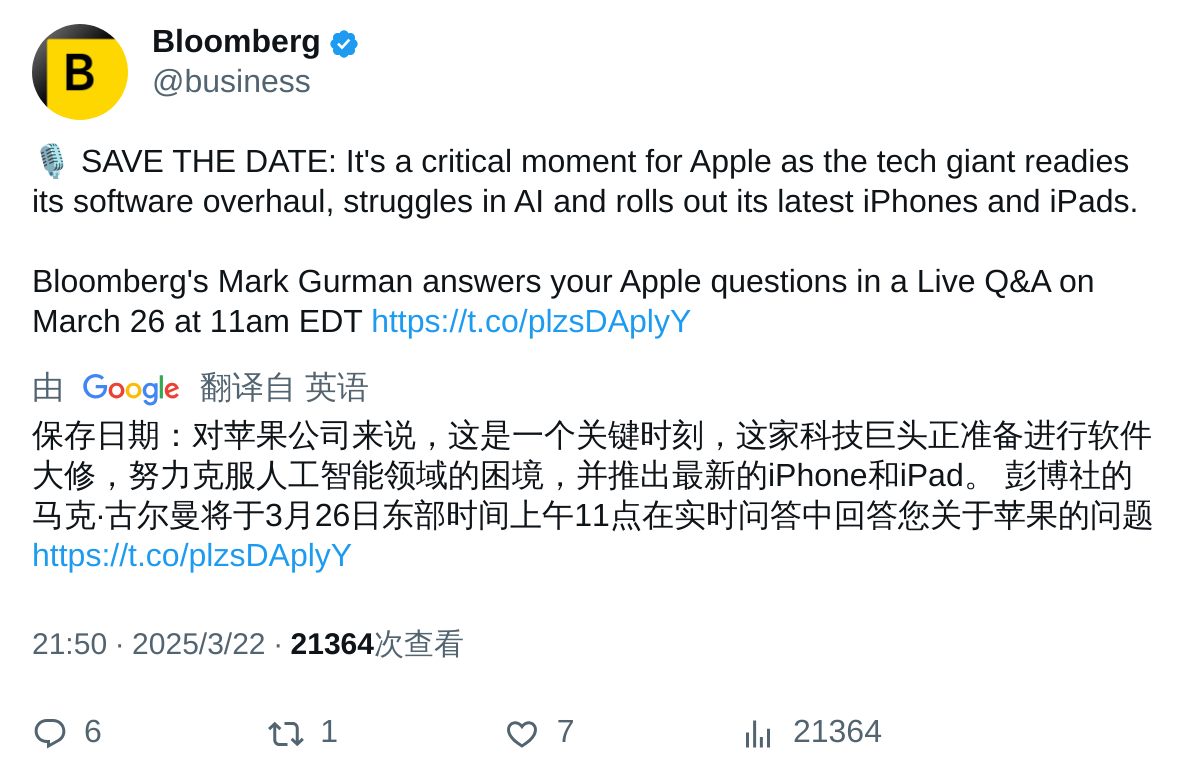 B
Bloomberg
@business
🎙️ SAVE THE DATE: It's a critical moment for Apple as the tech giant readies
its software overhaul, struggles in AI and rolls out its latest iPhones and iPads.
Bloomberg's Mark Gurman answers your Apple questions in a Live Q&A on
March 26 at 11am EDT https://t.co/plzsDAplyY
由 Google 翻译自 英语
保存日期：对苹果公司来说，这是一个关键时刻，这家科技巨头正准备进行软件
大修，努力克服人工智能领域的困境，并推出最新的iPhone和iPad。 彭博社的
马克·古尔曼将于3月26日东部时间上午11点在实时问答中回答您关于苹果的问题
https://t.co/plzsDAplyY
21:50 · 2025/3/22 · 21364次查看
6 1 7 21364